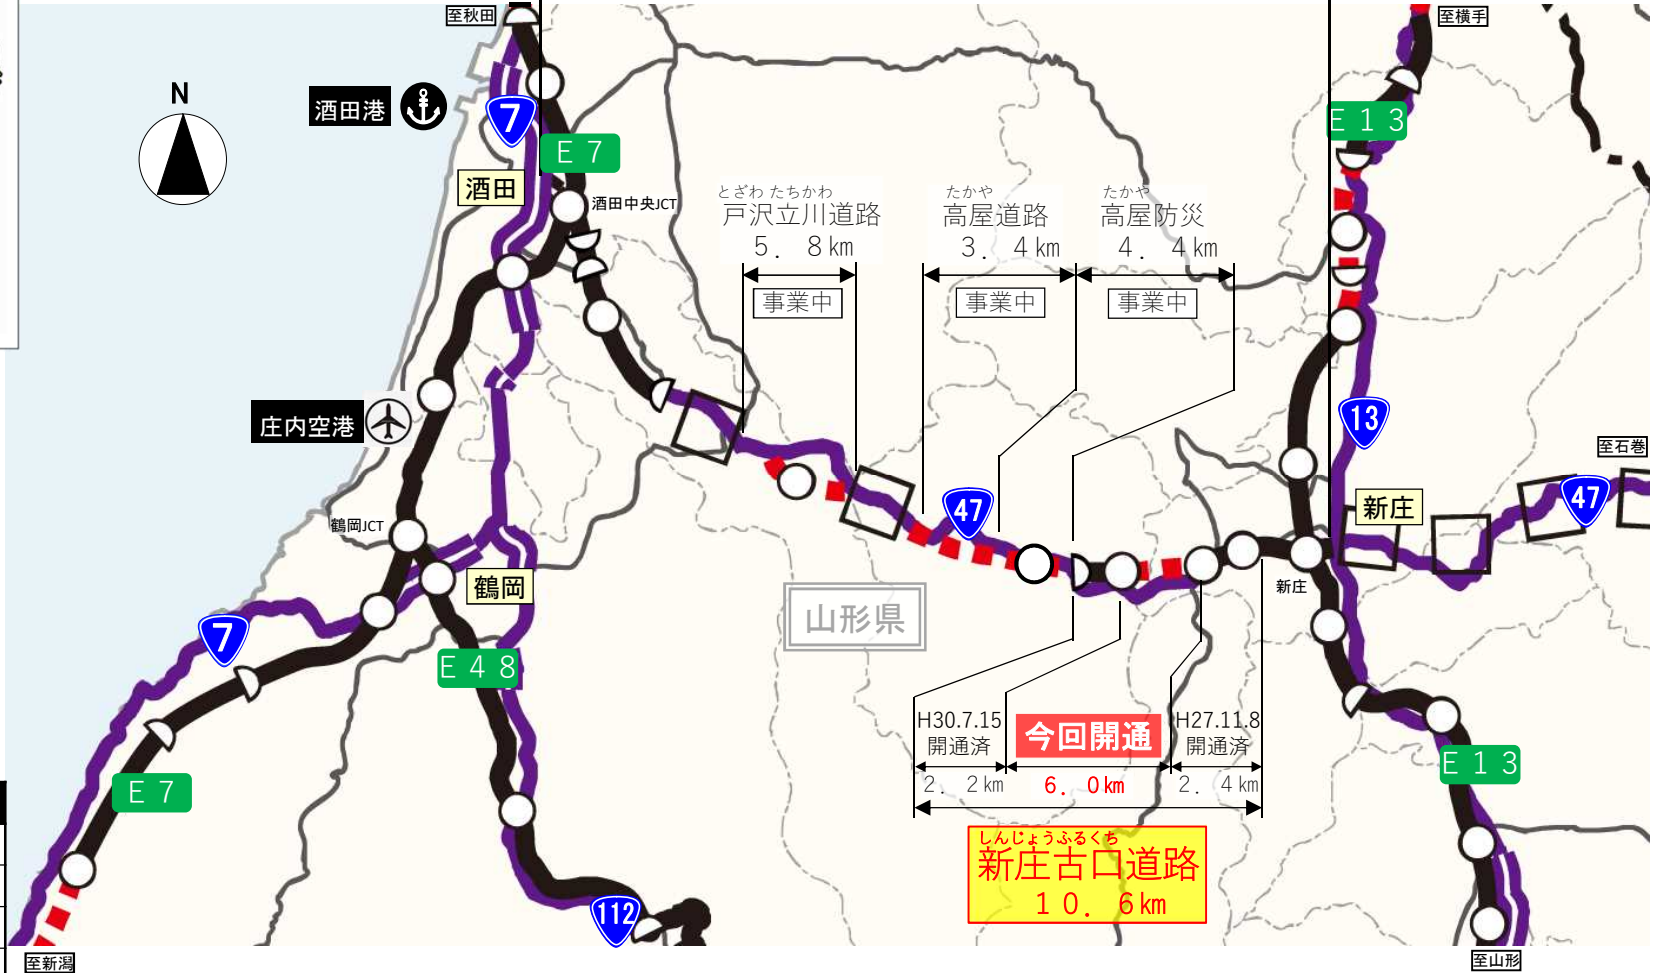 至秋田
至横手
N
酒田港
7
E7
E13
酒田
酒田中央JCT
とざわ たちかわ
戸沢立川道路
5.8km
事業中
たかや
高屋道路
3.4km
事業中
たかや
高屋防災
4.4km
事業中
庄内空港
13
至石巻
47
新庄
47
鶴岡JCT
鶴岡
新庄
山形県
7
E48
H30.7.15
開通済
2.2km
今回開通
6.0km
H27.11.8
開通済
2.4km
E7
E13
しんじょうふるくち
新庄古口道路
10.6km
112
至新潟
至山形